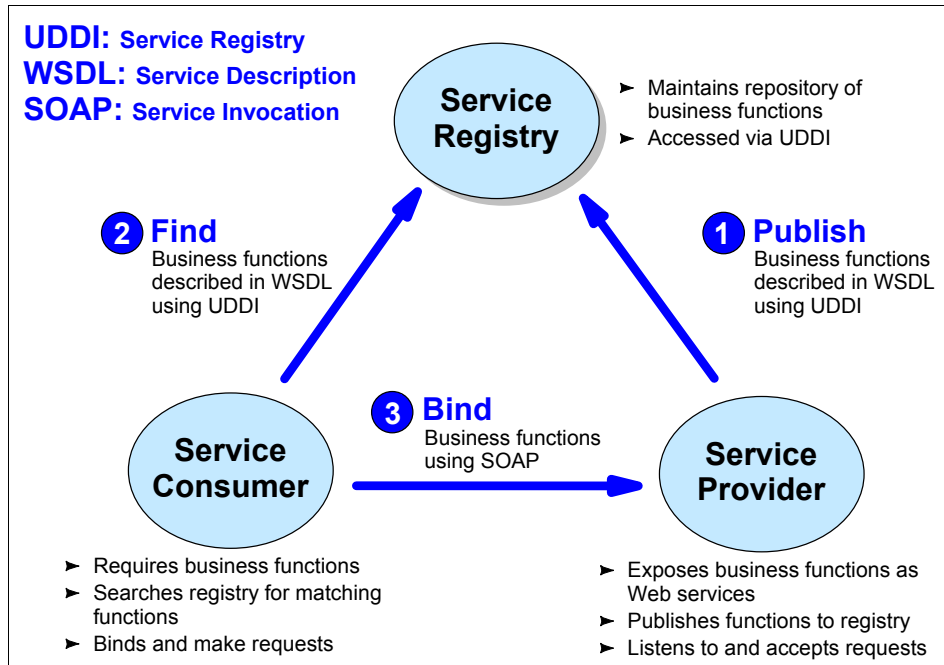 UDDI: Service Registry
WSDL: Service Description
SOAP: Service Invocation
Service
Registry
➤ Maintains repository of
business functions
➤ Accessed via UDDI
2 Find
Business functions
described in WSDL
using UDDI
1 Publish
Business functions
described in WSDL
using UDDI
3 Bind
Business functions
using SOAP
Service
Consumer
Service
Provider
➤ Requires business functions
➤ Searches registry for matching
functions
➤ Binds and make requests
➤ Exposes business functions as
Web services
➤ Publishes functions to registry
➤ Listens to and accepts requests